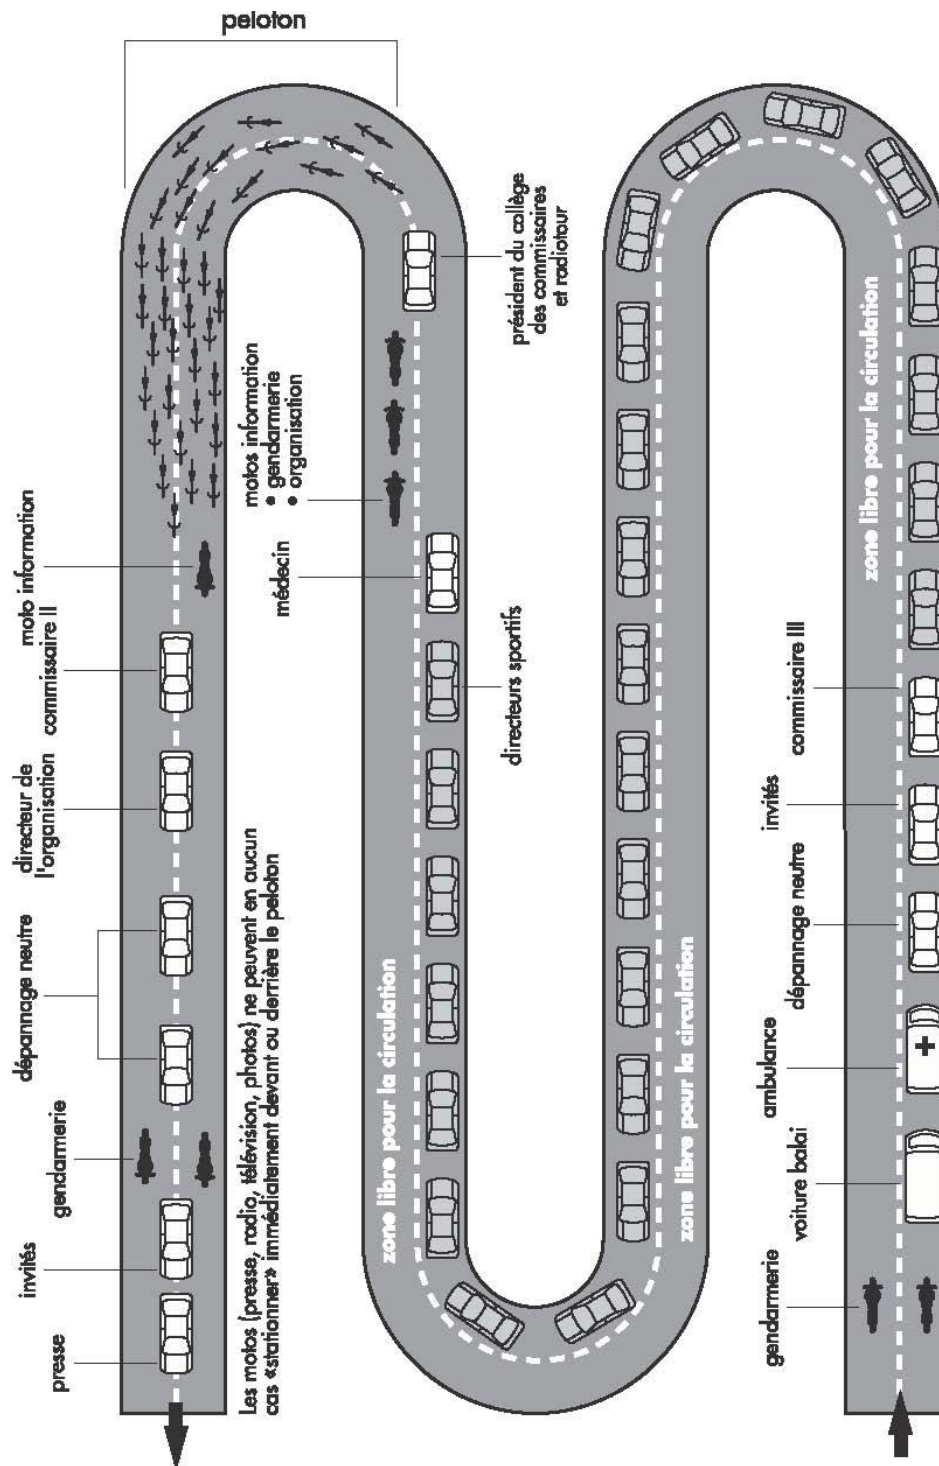 peloton
moto information
commissaire II
directeur de
l'organisation
dépannage neutre
gendarmerie
invités
presse
Les motos (presse, radio, télévision, photos) ne peuvent en aucun
cas «stationner» immédiatement devant ou derrière le peloton
motos information
• gendarmerie
• organisation
médecin
président du collège
des commissaires
et radiotour
directeurs sportifs
zone libre pour la circulation
zone libre pour la circulation
zone libre pour la circulation
commissaire III
invités
dépannage neutre
ambulance
voiture balai
gendarmerie